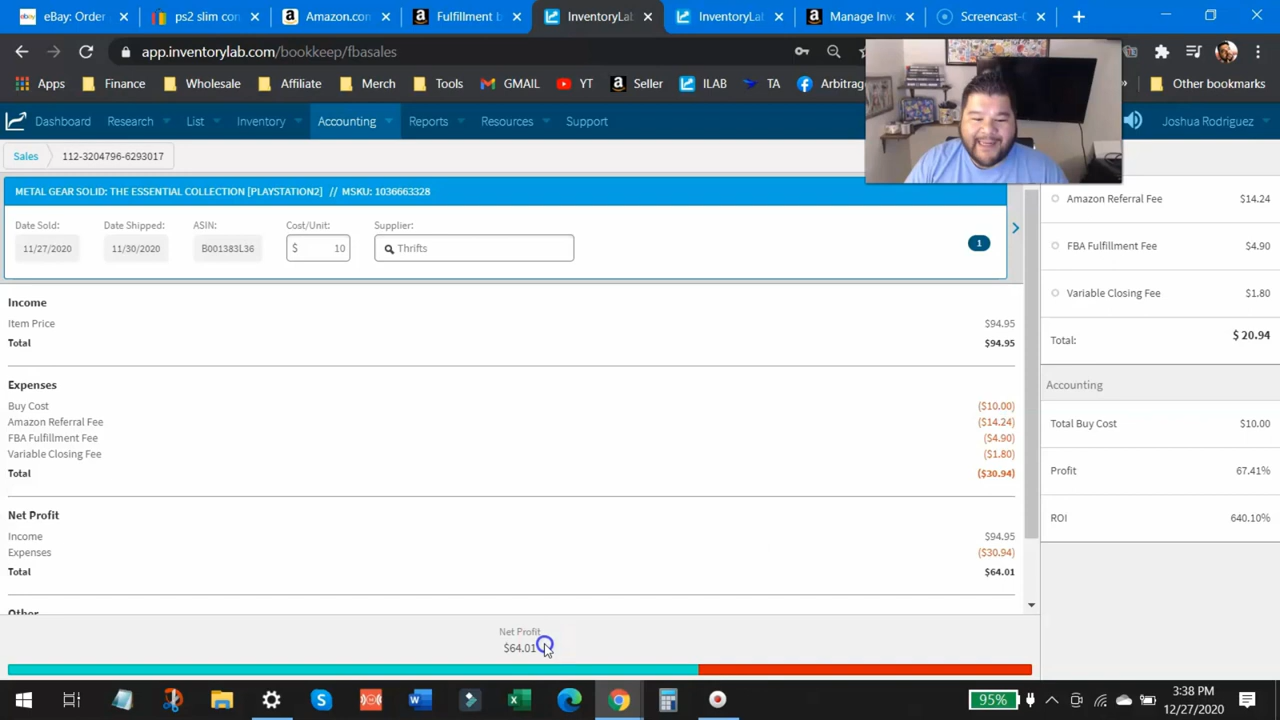 eBay: Order
ps2 slim con
Amazon.com
Fulfillment b
InventoryLab
InventoryLab
Manage Inv
Screencast-
app.inventorylab.com/bookkeep/fbasales
Apps Finance Wholesale Affiliate Merch Tools GMAIL YT Seller ILAB TA Arbitrag Other bookmarks
Dashboard Research List Inventory Accounting Reports Resources Support Joshua Rodriguez
Sales 112-3204796-6293017
METAL GEAR SOLID: THE ESSENTIAL COLLECTION [PLAYSTATION2] // MSKU: 1036663328
Date Sold: Date Shipped: ASIN: Cost/Unit: Supplier:
11/27/2020 11/30/2020 B001383L36 $ 10 Thrifts
1
Income
Item Price $94.95
Total $94.95
Expenses
Buy Cost ($10.00)
Amazon Referral Fee ($14.24)
FBA Fulfillment Fee ($4.90)
Variable Closing Fee ($1.80)
Total ($30.94)
Net Profit
Income $94.95
Expenses ($30.94)
Total $64.01
Other
Net Profit
$64.01
Amazon Referral Fee $14.24
FBA Fulfillment Fee $4.90
Variable Closing Fee $1.80
Total: $ 20.94
Accounting
Total Buy Cost $10.00
Profit 67.41%
ROI 640.10%
95%
3:38 PM
12/27/2020